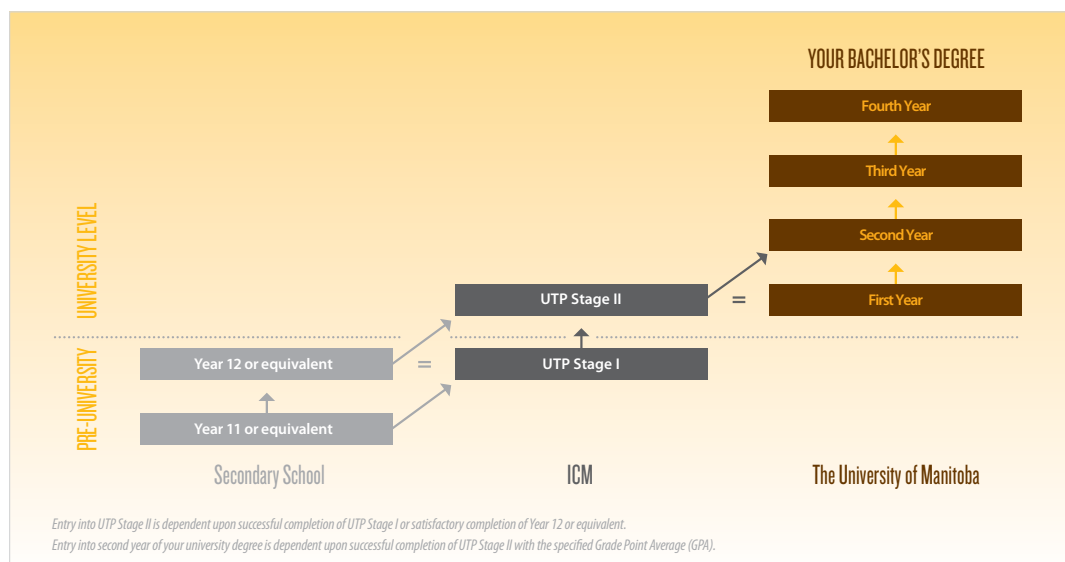 YOUR BACHELOR'S DEGREE
Fourth Year
Third Year
Second Year
UNIVERSITY LEVEL
UTP Stage II
=
First Year
PRE-UNIVERSITY
Year 12 or equivalent
=
UTP Stage I
Year 11 or equivalent
Secondary School
ICM
The University of Manitoba
Entry into UTP Stage II is dependent upon successful completion of UTP Stage I or satisfactory completion of Year 12 or equivalent.
Entry into second year of your university degree is dependent upon successful completion of UTP Stage II with the specified Grade Point Average (GPA).